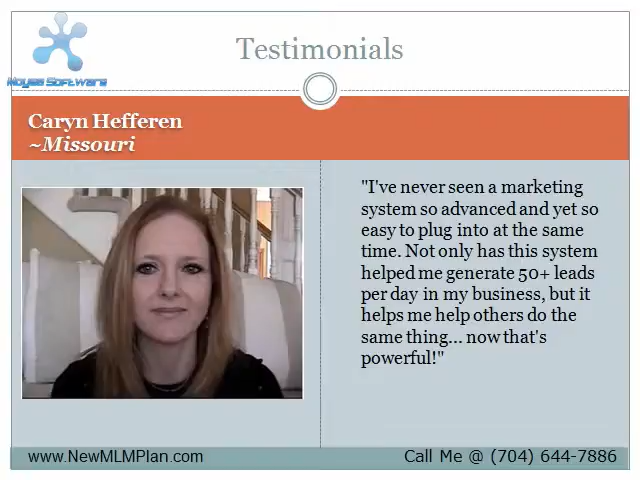 Testimonials
Noyes Software
Caryn Hefferen
~Missouri
"I've never seen a marketing
system so advanced and yet so
easy to plug into at the same
time. Not only has this system
helped me generate 50+ leads
per day in my business, but it
helps me help others do the
same thing... now that's
powerful!"
www.NewMLMPlan.com
Call Me @ (704) 644-7886